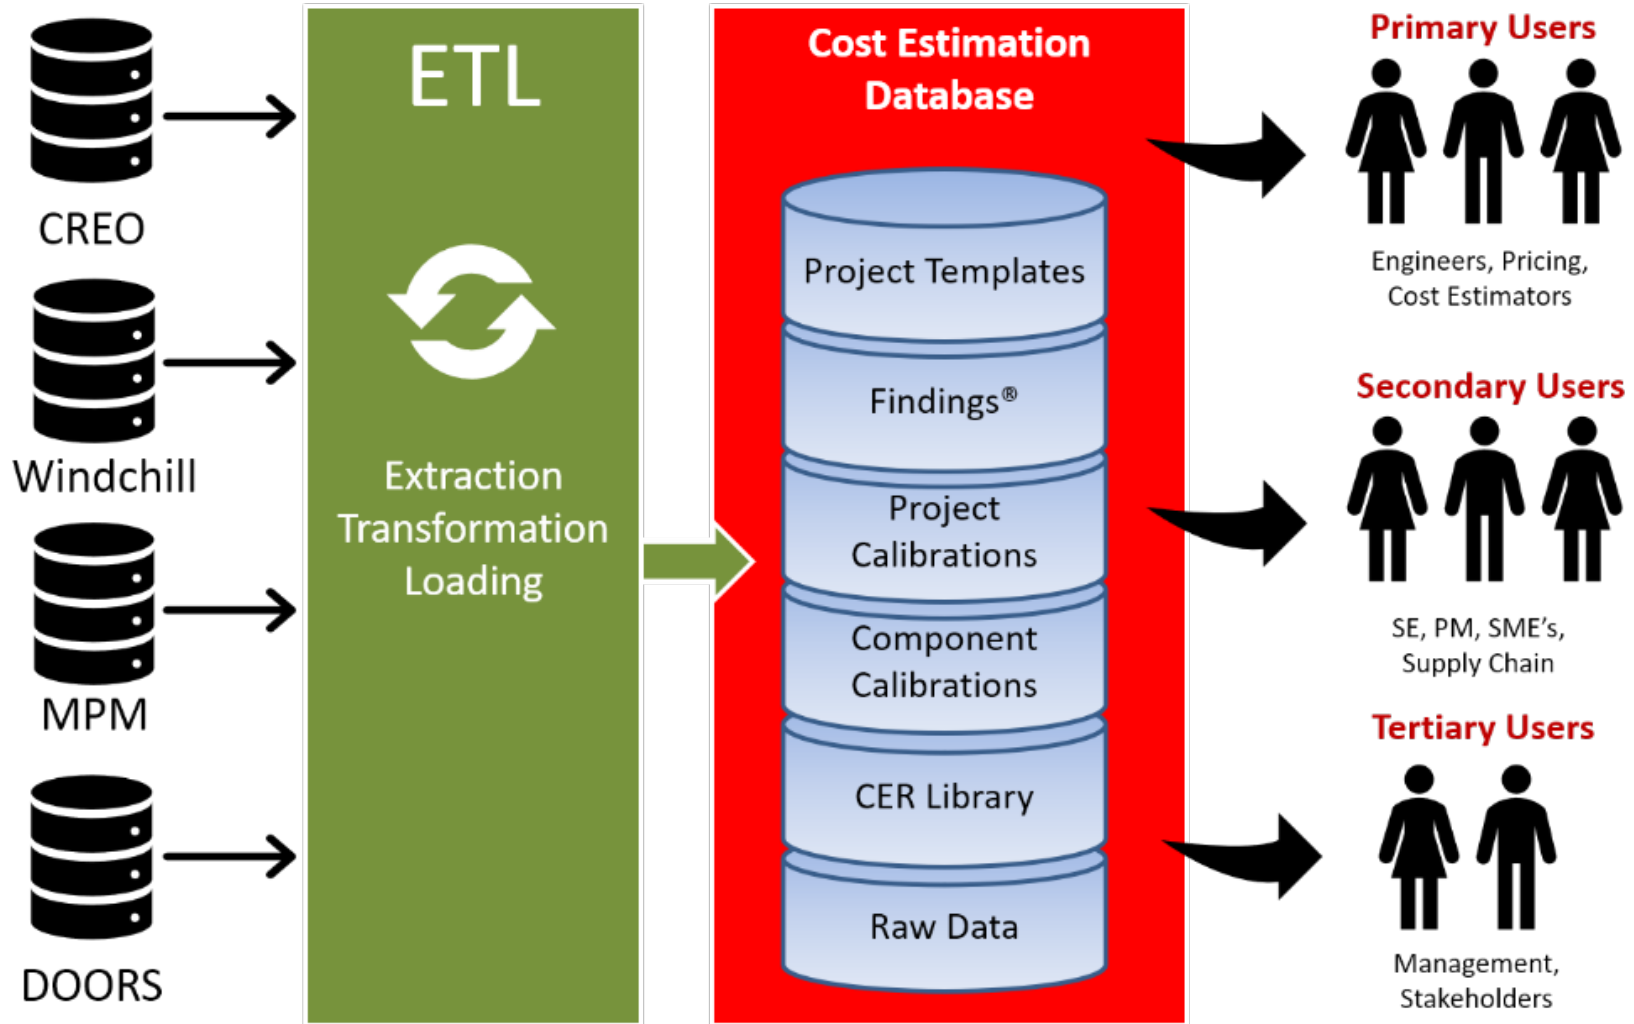 CREO
Windchill
MPM
DOORS
ETL
Extraction
Transformation
Loading
Cost Estimation
Database
Project Templates
Findings®
Project
Calibrations
Component
Calibrations
CER Library
Raw Data
Primary Users
Engineers, Pricing,
Cost Estimators
Secondary Users
SE, PM, SME’s,
Supply Chain
Tertiary Users
Management,
Stakeholders